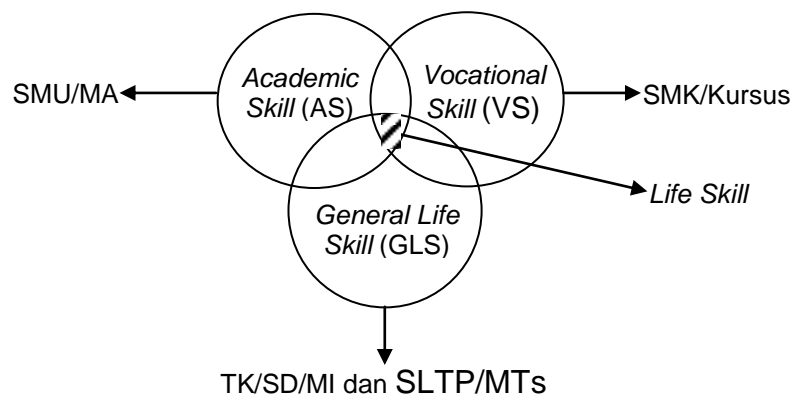 Academic
Skill (AS)
Vocational
Skill (VS)
SMU/MA
SMK/Kursus
Life Skill
General Life
Skill (GLS)
TK/SD/MI dan SLTP/MTs